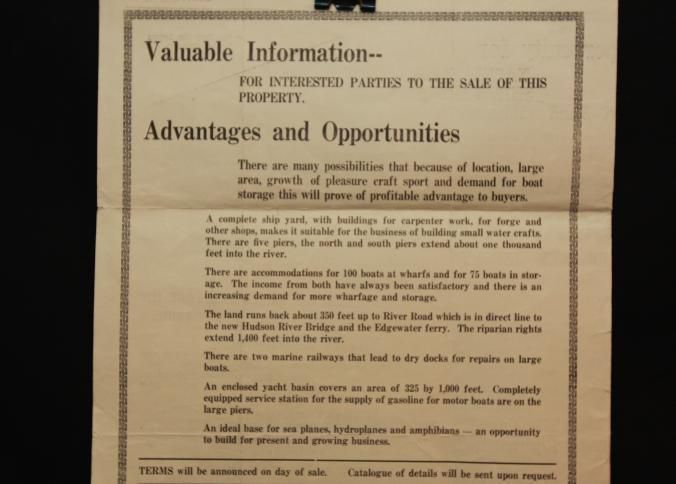 Valuable Information--
FOR INTERESTED PARTIES TO THE SALE OF THIS
PROPERTY.
Advantages and Opportunities
There are many possibilities that because of location, large
area, growth of pleasure craft sport and demand for boat
storage this will prove of profitable advantage to buyers.
A complete ship yard, with buildings for carpenter work, for forge and
other shops, makes it suitable for the business of building small water crafts.
There are five piers, the north and south piers extend about one thousand
feet into the river.
There are accommodations for 100 boats at wharfs and for 75 boats in stor-
age. The income from both have always been satisfactory and there is an
increasing demand for more wharfage and storage.
The land runs back about 350 feet up to River Road which is in direct line to
the new Hudson River Bridge and the Edgewater ferry. The riparian rights
extend 1,400 feet into the river.
There are two marine railways that lead to dry docks for repairs on large
boats.
An enclosed yacht basin covers an area of 325 by 1,000 feet. Completely
equipped service station for the supply of gasoline for motor boats are on the
large piers.
An ideal base for sea planes, hydroplanes and amphibians — an opportunity
to build for present and growing business.
TERMS will be announced on day of sale. Catalogue of details will be sent upon request.